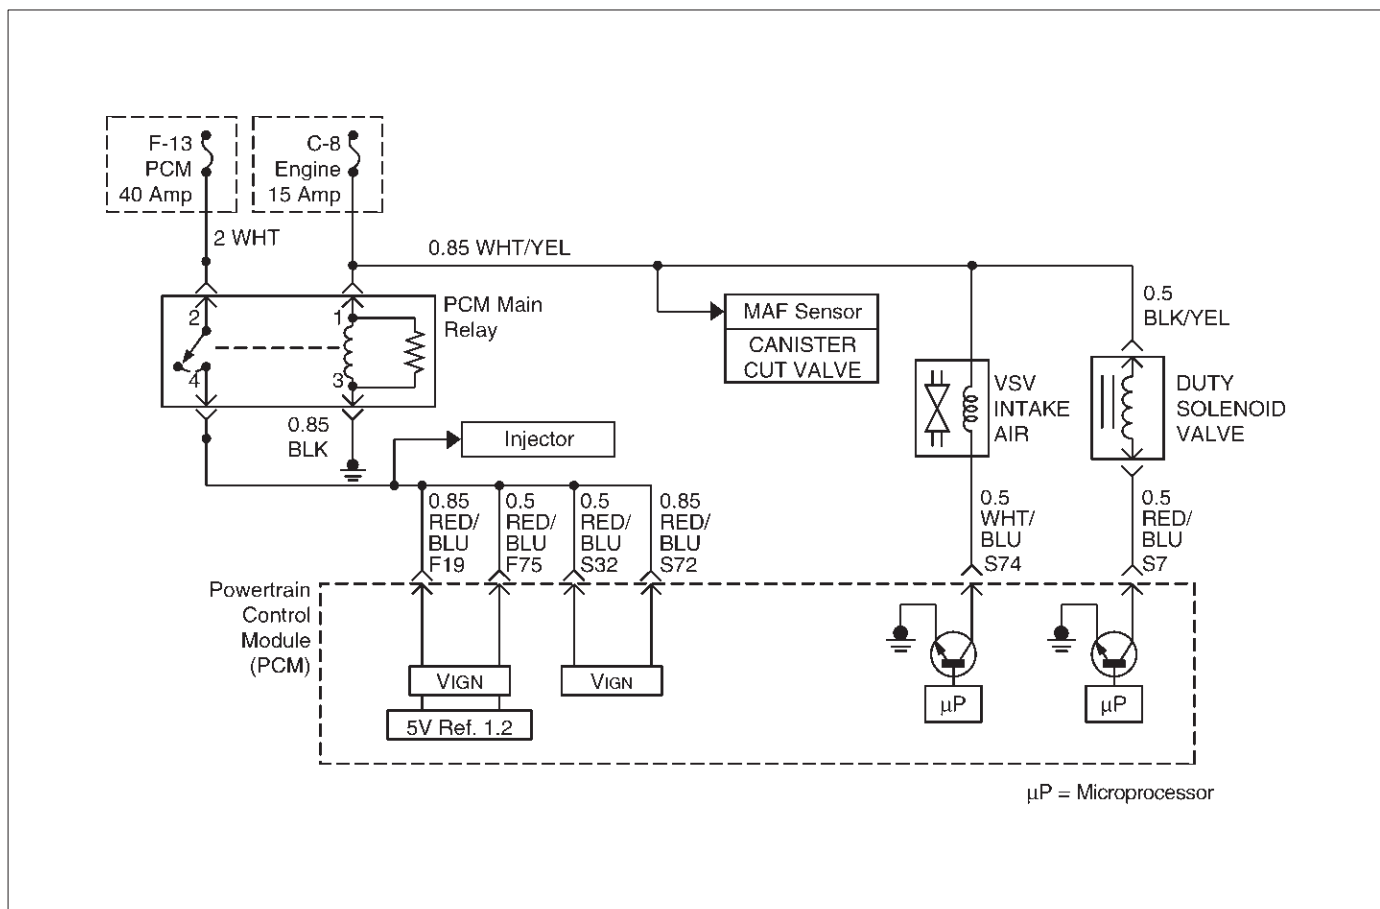 F-13
PCM
40 Amp
C-8
Engine
15 Amp
2 WHT
0.85 WHT/YEL
PCM Main
Relay
2
1
4
3
0.85
BLK
MAF Sensor
CANISTER
CUT VALVE
0.5
BLK/YEL
VSV
INTAKE
AIR
DUTY
SOLENOID
VALVE
Injector
0.85
RED/
BLU
F19
0.5
RED/
BLU
F75
0.5
RED/
BLU
S32
0.85
RED/
BLU
S72
0.5
WHT/
BLU
S74
0.5
RED/
BLU
S7
Powertrain
Control
Module
(PCM)
VIGN
VIGN
5V Ref. 1.2
µP
µP
µP = Microprocessor